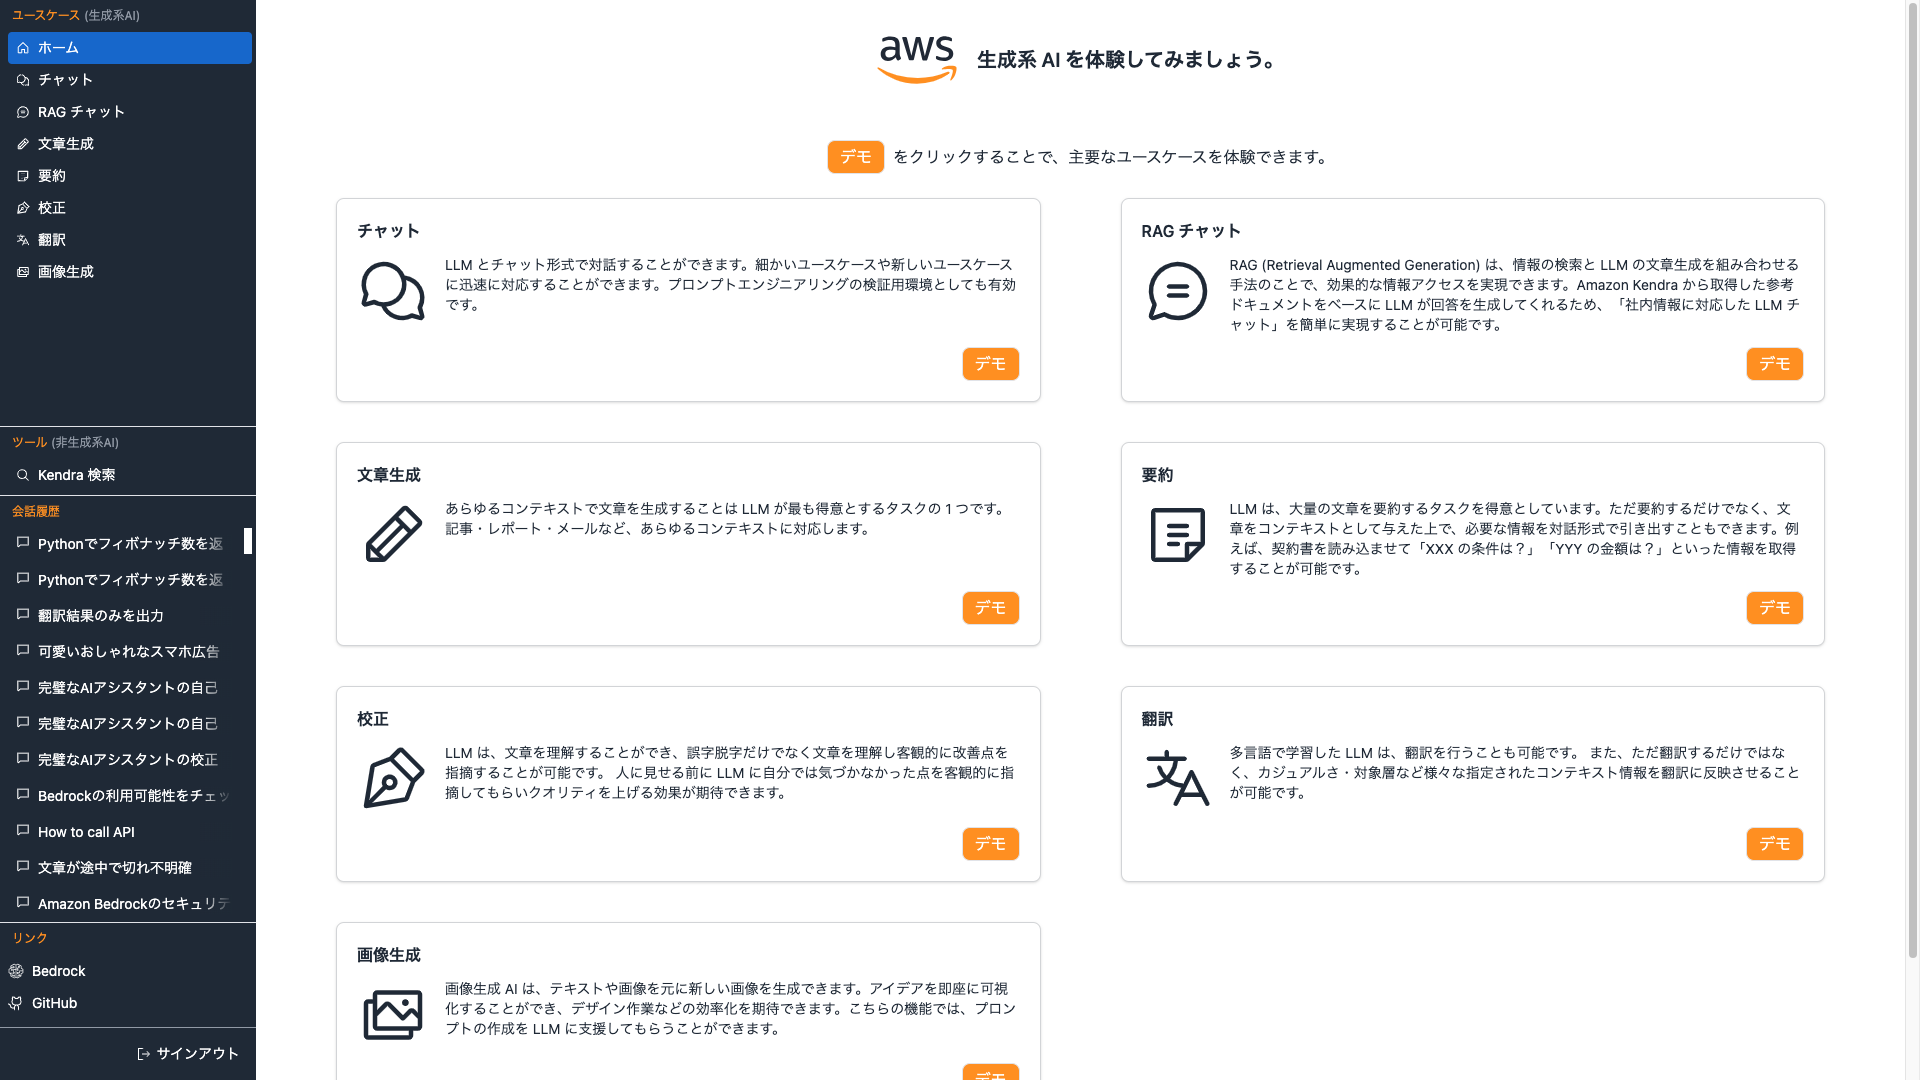 ユースケース (生成系AI)
ホーム
チャット
RAG チャット
文章生成
要約
校正
翻訳
画像生成
ツール (非生成系AI)
Kendra 検索
会話履歴
Pythonでフィボナッチ数を返
Pythonでフィボナッチ数を返
翻訳結果のみを出力
可愛いおしゃれなスマホ広告
完璧なAIアシスタントの自己
完璧なAIアシスタントの自己
完璧なAIアシスタントの校正
Bedrockの利用可能性をチェッ
How to call API
文章が途中で切れ不明確
Amazon Bedrockのセキュリテ
リンク
Bedrock
GitHub
サインアウト
aws 生成系 AI を体験してみましょう。
デモ をクリックすることで、主要なユースケースを体験できます。
チャット
LLM とチャット形式で対話することができます。細かいユースケースや新しいユースケース
に迅速に対応することができます。プロンプトエンジニアリングの検証用環境としても有効
です。
デモ
RAG チャット
RAG (Retrieval Augmented Generation) は、情報の検索と LLM の文章生成を組み合わせる
手法のことで、効果的な情報アクセスを実現できます。Amazon Kendra から取得した参考
ドキュメントをベースに LLM が回答を生成してくれるため、「社内情報に対応した LLM チ
ャット」を簡単に実現することが可能です。
デモ
文章生成
あらゆるコンテキストで文章を生成することは LLM が最も得意とするタスクの 1 つです。
記事・レポート・メールなど、あらゆるコンテキストに対応します。
デモ
要約
LLM は、大量の文章を要約するタスクを得意としています。ただ要約するだけでなく、文
章をコンテキストとして与えた上で、必要な情報を対話形式で引き出すこともできます。例
えば、契約書を読み込ませて「XXX の条件は？」「YYY の金額は？」といった情報を取得
することが可能です。
デモ
校正
LLM は、文章を理解することができ、誤字脱字だけでなく文章を理解し客観的に改善点を
指摘することが可能です。 人に見せる前に LLM に自分では気づかなかった点を客観的に指
摘してもらいクオリティを上げる効果が期待できます。
デモ
翻訳
多言語で学習した LLM は、翻訳を行うことも可能です。 また、ただ翻訳するだけではな
く、カジュアルさ・対象層など様々な指定されたコンテキスト情報を翻訳に反映させること
が可能です。
デモ
画像生成
画像生成 AI は、テキストや画像を元に新しい画像を生成できます。アイデアを即座に可視
化することができ、デザイン作業などの効率化を期待できます。こちらの機能では、プロン
プトの作成を LLM に支援してもらうことができます。
デモ